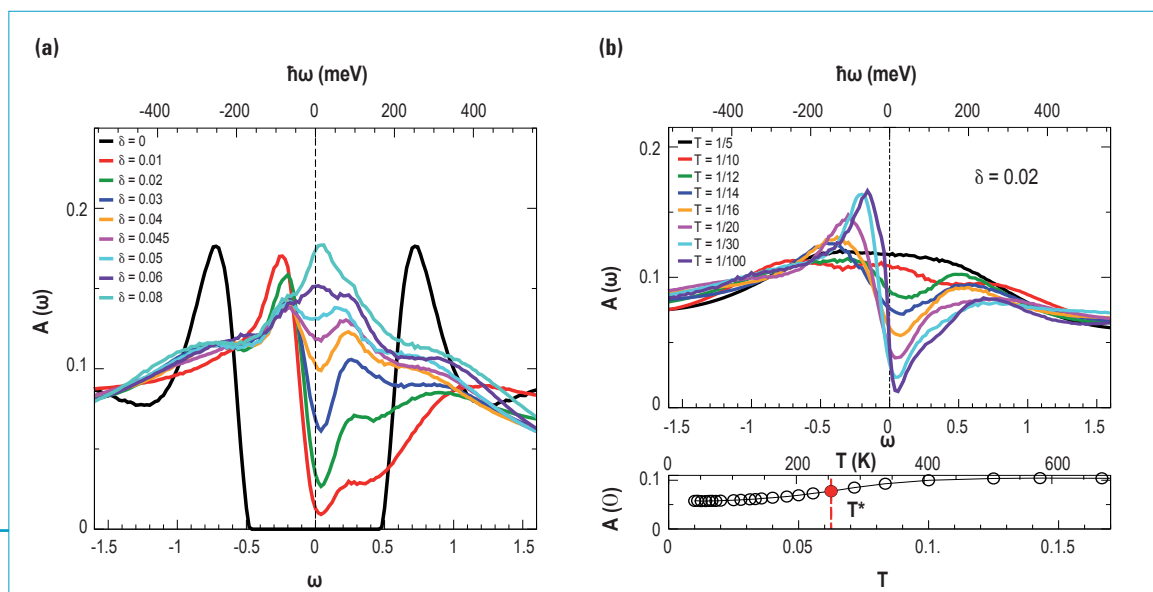 (a)
ħω (meV)
-400 -200 0 200 400
δ = 0
δ = 0.01
δ = 0.02
δ = 0.03
δ = 0.04
δ = 0.045
δ = 0.05
δ = 0.06
δ = 0.08
0.2
0.1
0
A (ω)
-1.5 -1 -0.5 0 0.5 1 1.5
ω
(b)
ħω (meV)
-400 -200 0 200 400
T = 1/5
T = 1/10
T = 1/12
T = 1/14
T = 1/16
T = 1/20
T = 1/30
T = 1/100
δ = 0.02
0.2
0.1
0
A (ω)
-1.5 -1 -0.5 0 0.5 1 1.5
ω
0 200 T (K) 400 600
0.1
0
A (0)
T*
0 0.05 0.1. 0.1.5
T